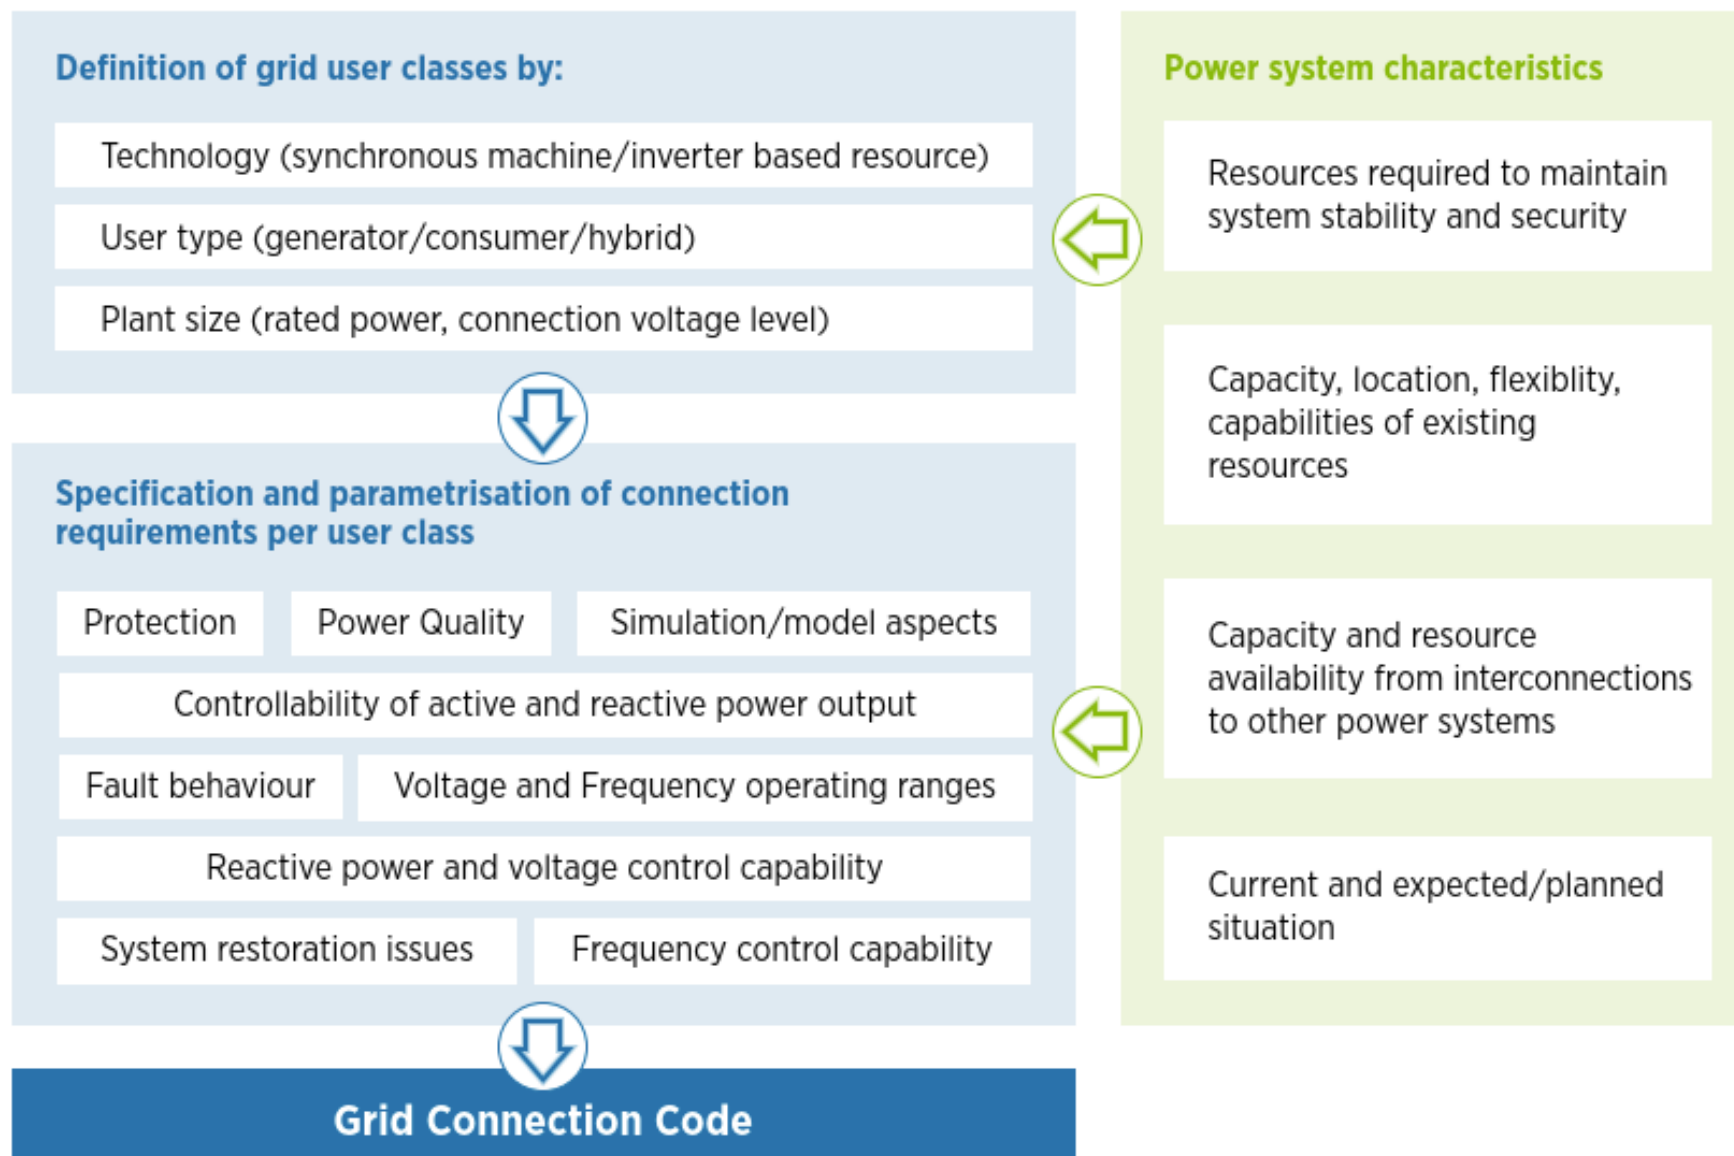 Definition of grid user classes by:
Technology (synchronous machine/inverter based resource)
User type (generator/consumer/hybrid)
Plant size (rated power, connection voltage level)
Specification and parametrisation of connection
requirements per user class
Protection
Power Quality
Simulation/model aspects
Controllability of active and reactive power output
Fault behaviour
Voltage and Frequency operating ranges
Reactive power and voltage control capability
System restoration issues
Frequency control capability
Grid Connection Code
Power system characteristics
Resources required to maintain
system stability and security
Capacity, location, flexiblity,
capabilities of existing
resources
Capacity and resource
availability from interconnections
to other power systems
Current and expected/planned
situation